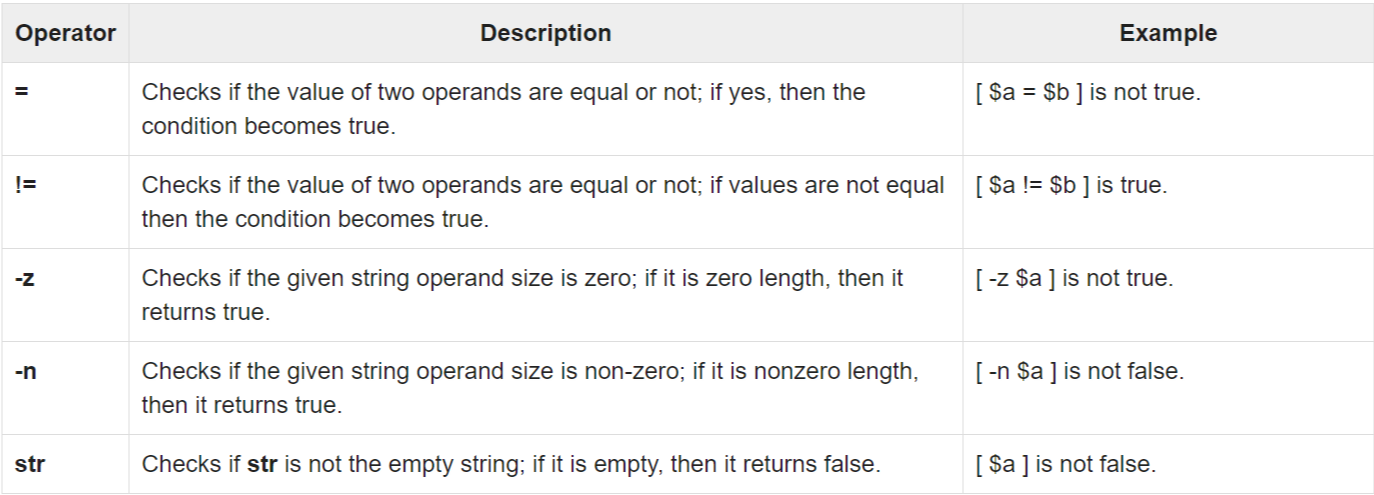 Operator Description Example
= Checks if the value of two operands are equal or not; if yes, then the [ $a = $b ] is not true.
condition becomes true.
!= Checks if the value of two operands are equal or not; if values are not equal [ $a != $b ] is true.
then the condition becomes true.
-z Checks if the given string operand size is zero; if it is zero length, then it [ -z $a ] is not true.
returns true.
-n Checks if the given string operand size is non-zero; if it is nonzero length, [ -n $a ] is not false.
then it returns true.
str Checks if str is not the empty string; if it is empty, then it returns false. [ $a ] is not false.